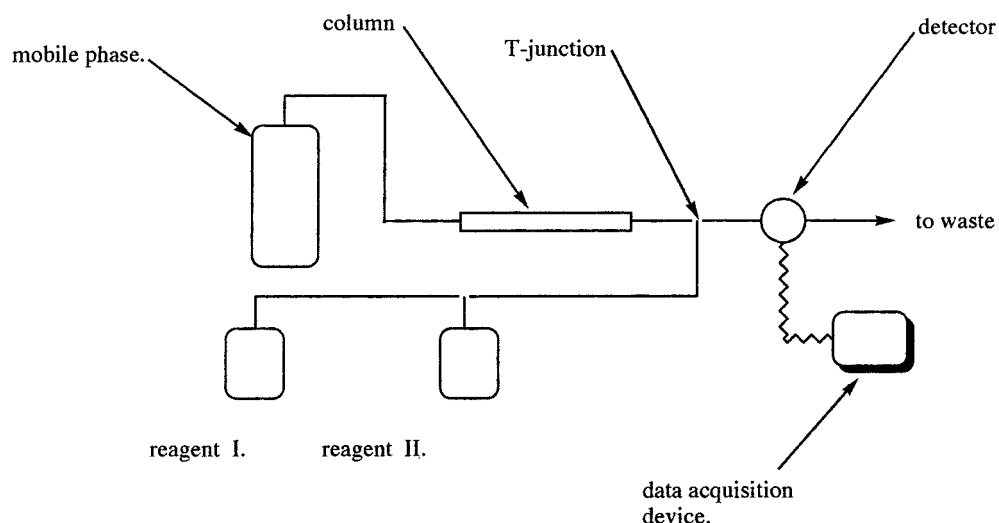 column
detector
T-junction
mobile phase.
to waste
reagent I.
reagent II.
data acquisition
device.